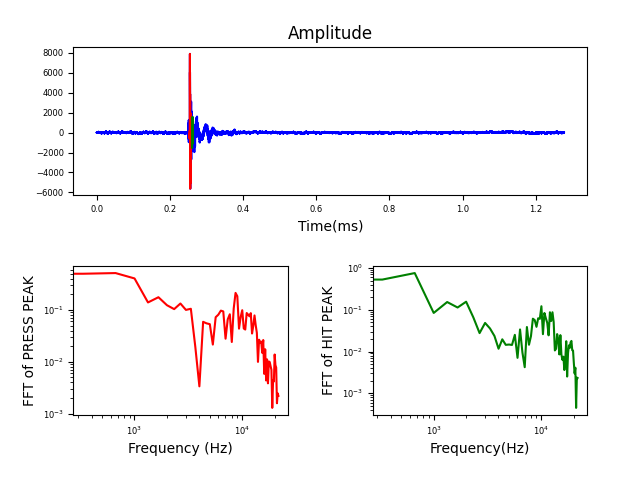 Amplitude
8000
6000
4000
2000
0
−2000
−4000
−6000
0.0 0.2 0.4 0.6 0.8 1.0 1.2
Time(ms)
FFT of PRESS PEAK
10⁻¹
10⁻²
10⁻³
10³ 10⁴
Frequency (Hz)
FFT of HIT PEAK
10⁰
10⁻¹
10⁻²
10⁻³
10³ 10⁴
Frequency(Hz)